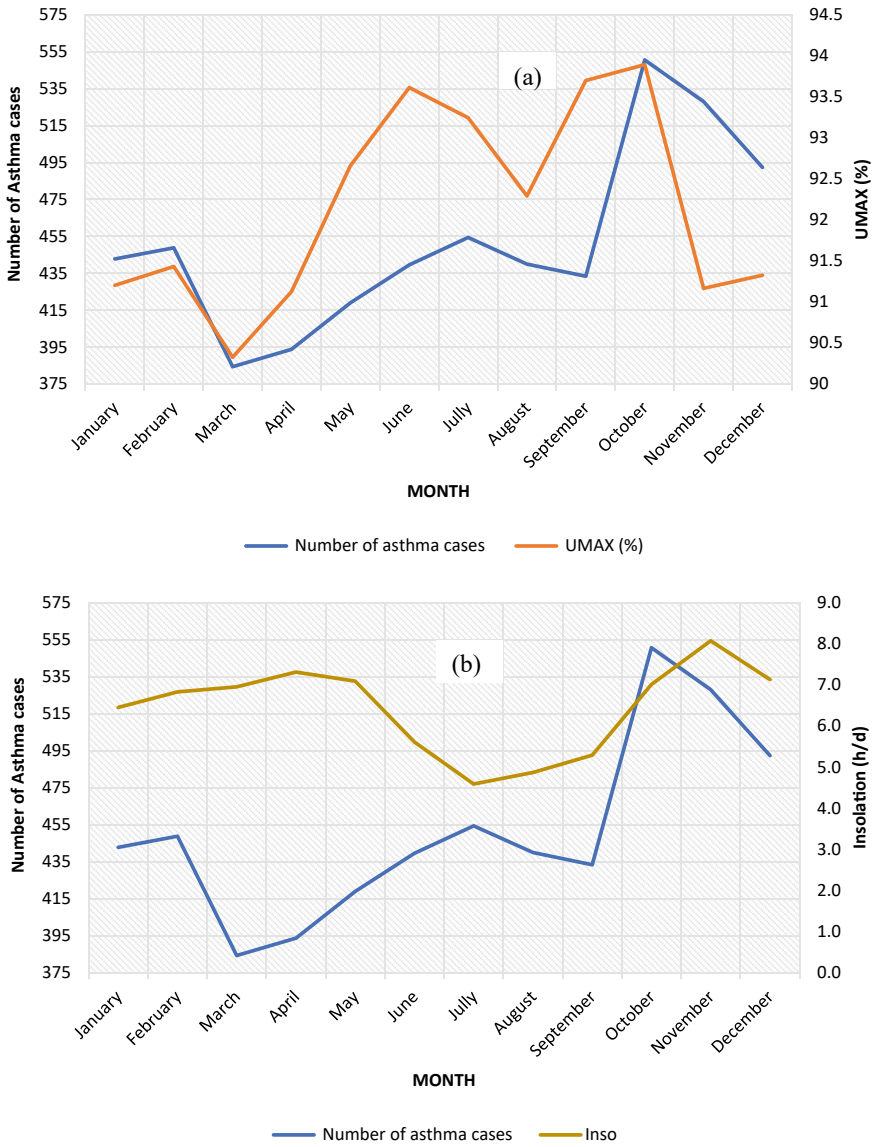 575
555
535
515
495
475
455
435
415
395
375
Number of Asthma cases
(a)
94.5
94
93.5
93
92.5
92
91.5
91
90.5
90
UMAX (%)
January
February
March
April
May
June
Jully
August
September
October
November
December
MONTH
Number of asthma cases
UMAX (%)
575
555
535
515
495
475
455
435
415
395
375
Number of Asthma cases
(b)
9.0
8.0
7.0
6.0
5.0
4.0
3.0
2.0
1.0
0.0
Insolation (h/d)
January
February
March
April
May
June
Jully
August
September
October
November
December
MONTH
Number of asthma cases
Inso